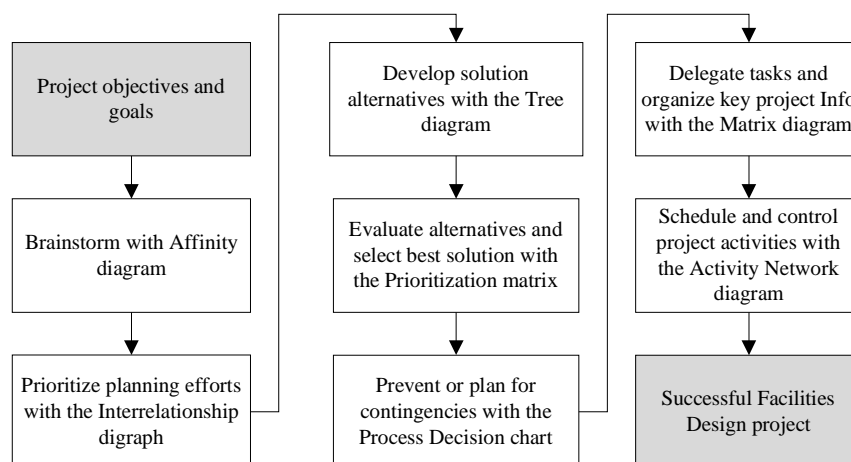 Project objectives and
goals
Brainstorm with Affinity
diagram
Prioritize planning efforts
with the Interrelationship
digraph
Develop solution
alternatives with the Tree
diagram
Evaluate alternatives and
select best solution with
the Prioritization matrix
Prevent or plan for
contingencies with the
Process Decision chart
Delegate tasks and
organize key project Info
with the Matrix diagram
Schedule and control
project activities with
the Activity Network
diagram
Successful Facilities
Design project